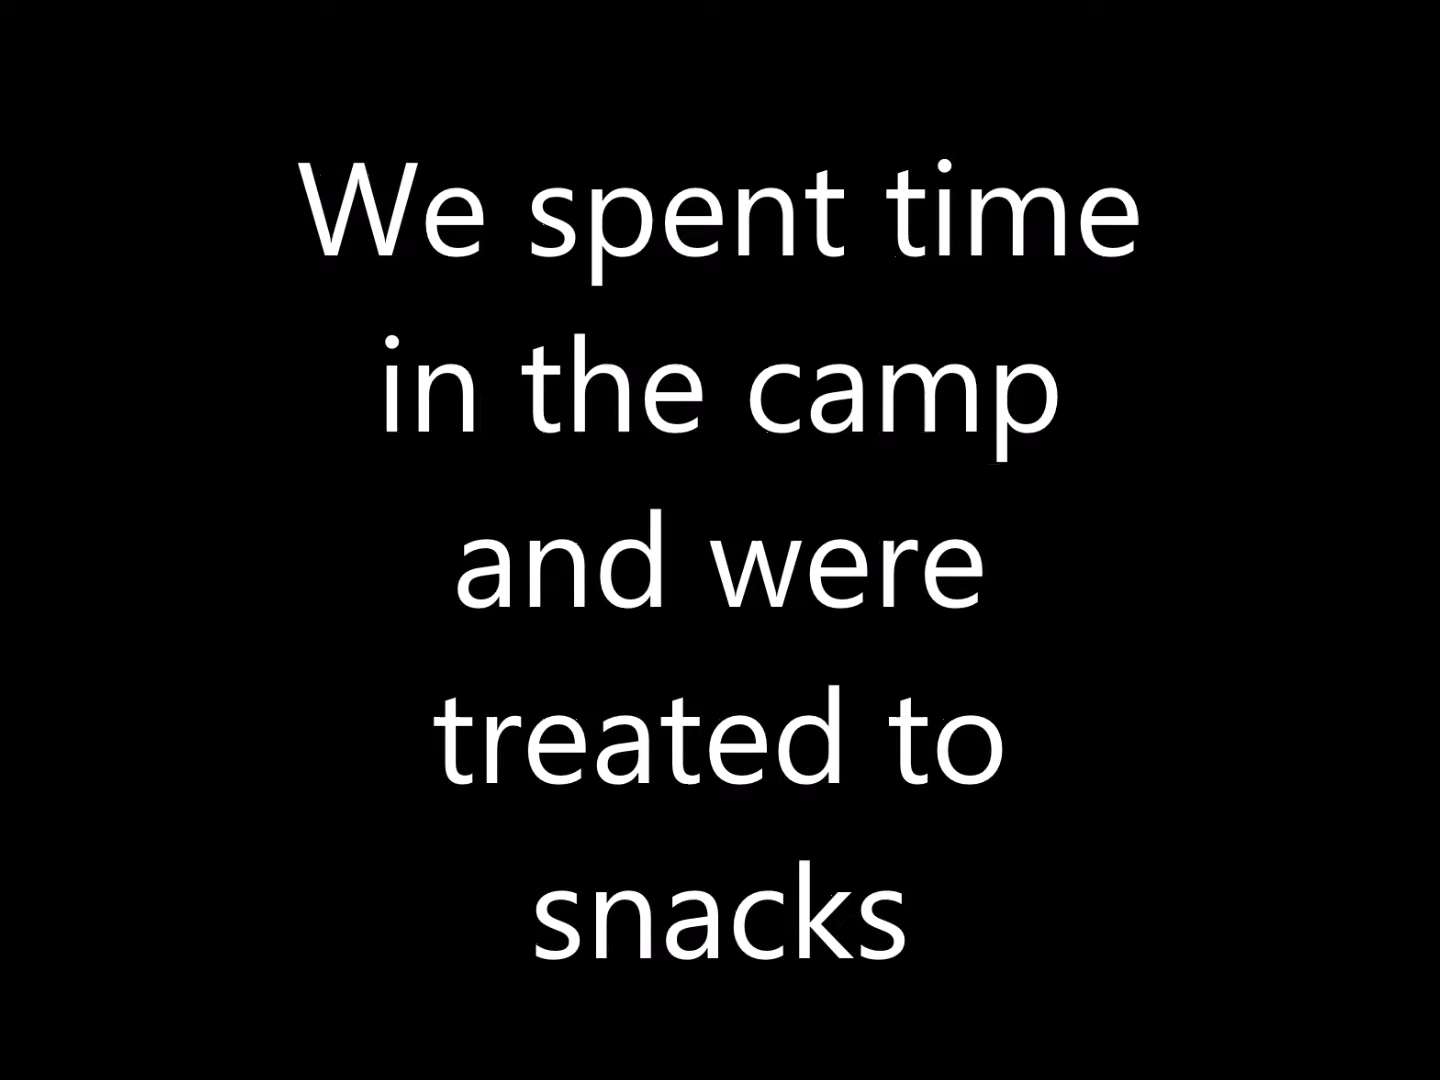 We spent time
in the camp
and were
treated to
snacks